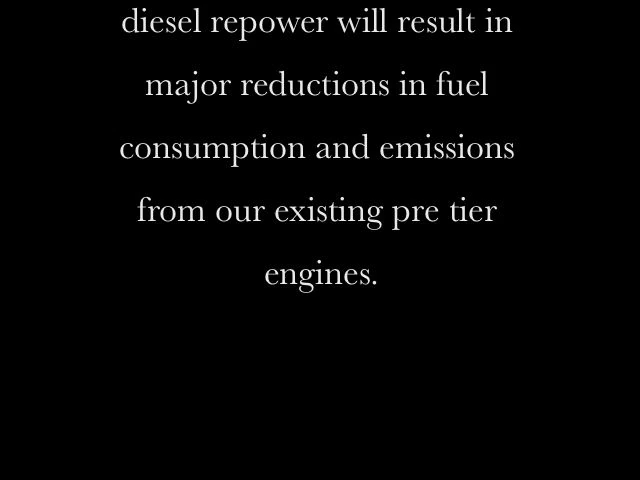 diesel repower will result in
major reductions in fuel
consumption and emissions
from our existing pre tier
engines.